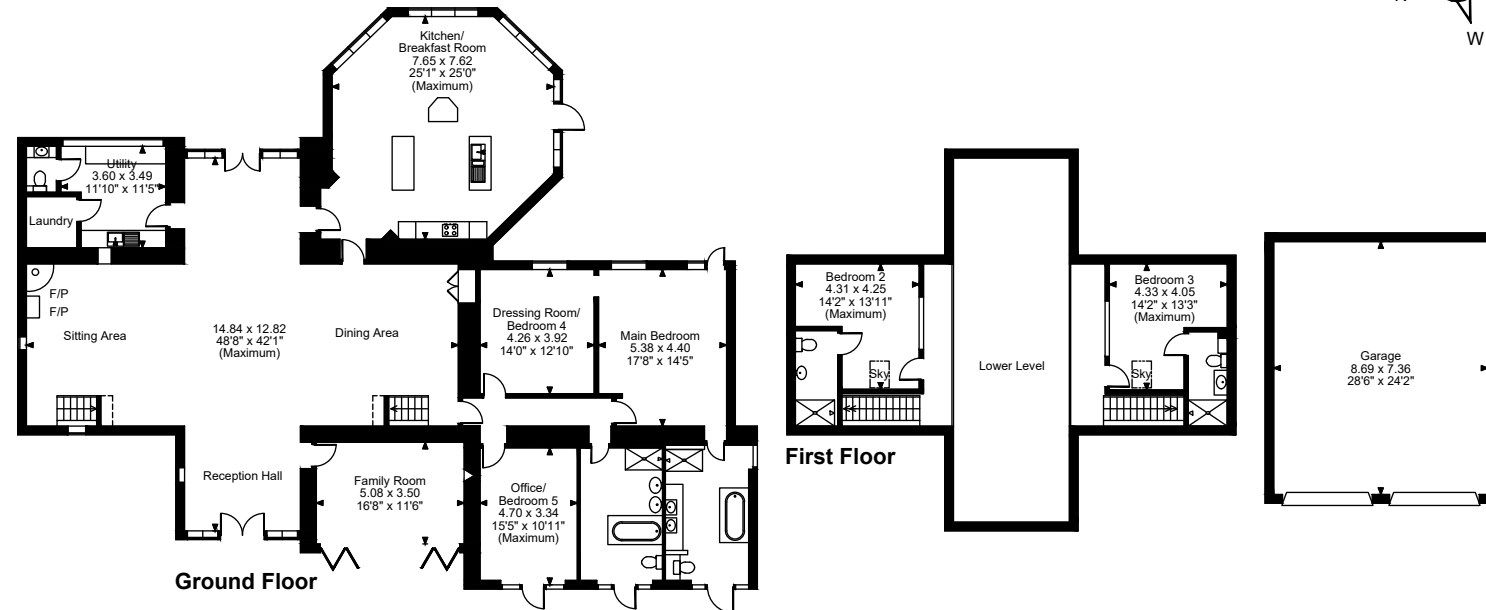 W
Kitchen/
Breakfast Room
7.65 x 7.62
25'1" x 25'0"
(Maximum)
Utility
3.60 x 3.49
11'10" x 11'5"
Laundry
F/P
F/P
Sitting Area
14.84 x 12.82
48'8" x 42'1"
(Maximum)
Dining Area
Dressing Room/
Bedroom 4
4.26 x 3.92
14'0" x 12'10"
Main Bedroom
5.38 x 4.40
17'8" x 14'5"
Reception Hall
Family Room
5.08 x 3.50
16'8" x 11'6"
Office/
Bedroom 5
4.70 x 3.34
15'5" x 10'11"
(Maximum)
Ground Floor
Bedroom 2
4.31 x 4.25
14'2" x 13'11"
(Maximum)
Sky
Lower Level
Bedroom 3
4.33 x 4.05
14'2" x 13'3"
(Maximum)
Sky
First Floor
Garage
8.69 x 7.36
28'6" x 24'2"